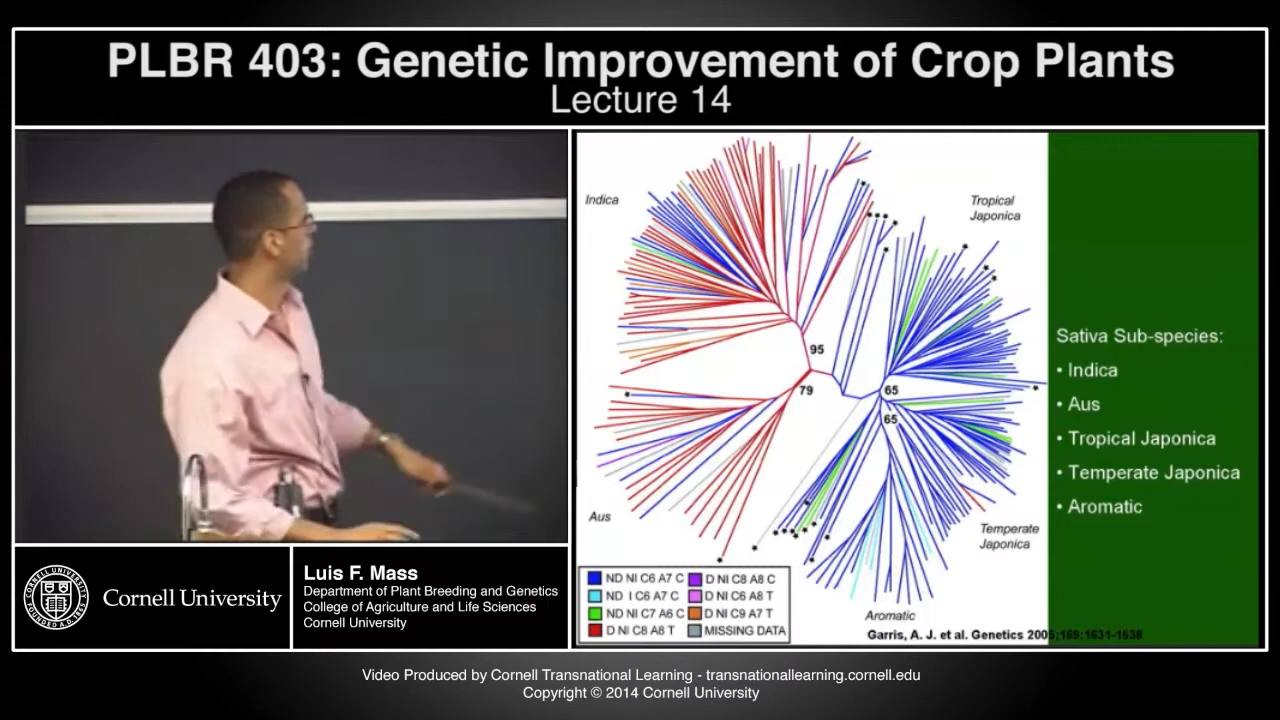 PLBR 403: Genetic Improvement of Crop Plants
Lecture 14
Indica
Tropical
Japonica
95
79
65
65
Aus
Temperate
Japonica
Aromatic
ND NI C6 A7 C
D NI C8 A8 C
ND I C6 A7 C
D NI C6 A8 T
ND NI C7 A6 C
D NI C9 A7 T
D NI C8 A8 T
MISSING DATA
Garris, A. J. et al. Genetics 2005;169:1631-1638
Sativa Sub-species:
• Indica
• Aus
• Tropical Japonica
• Temperate Japonica
• Aromatic
CORNELL UNIVERSITY
Cornell University
Luis F. Mass
Department of Plant Breeding and Genetics
College of Agriculture and Life Sciences
Cornell University
Video Produced by Cornell Transnational Learning - transnationallearning.cornell.edu
Copyright © 2014 Cornell University